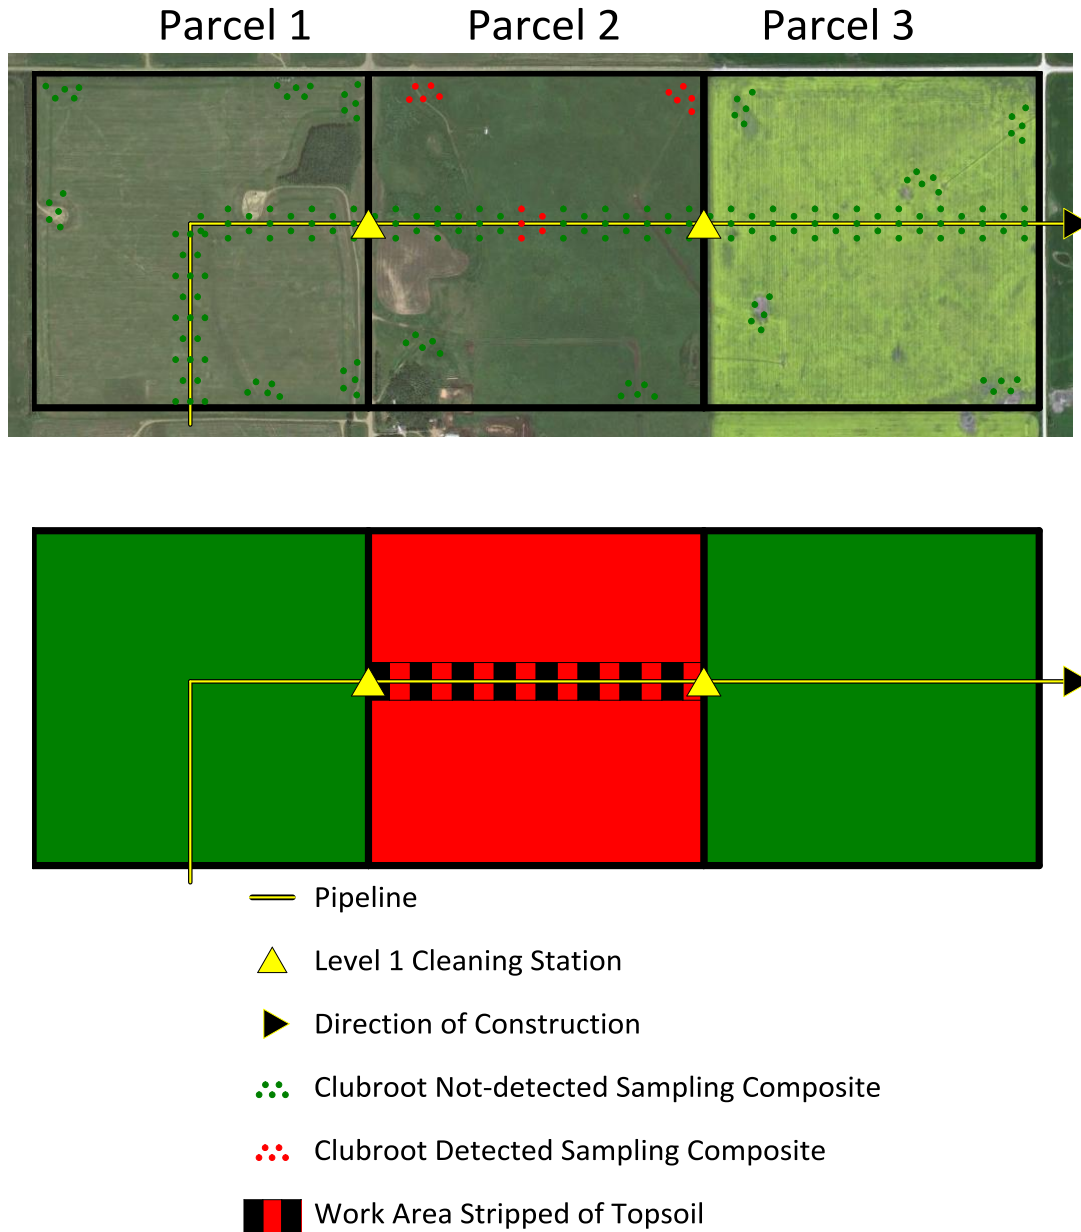 Parcel 1
Parcel 2
Parcel 3
Pipeline
Level 1 Cleaning Station
Direction of Construction
Clubroot Not-detected Sampling Composite
Clubroot Detected Sampling Composite
Work Area Stripped of Topsoil